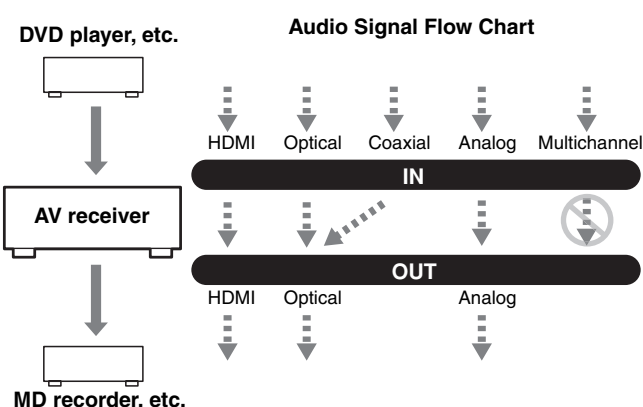 DVD player, etc.
Audio Signal Flow Chart
HDMI Optical Coaxial Analog Multichannel
IN
AV receiver
OUT
HDMI Optical Analog
MD recorder, etc.